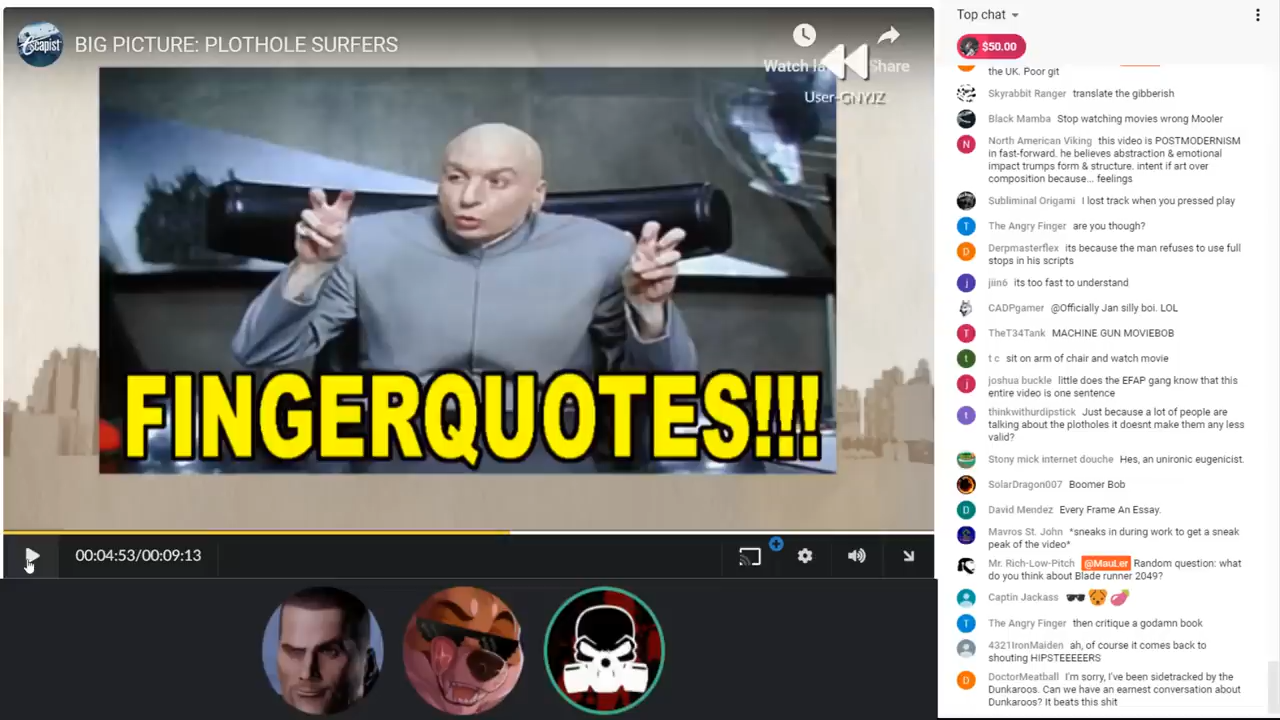 Escapist
BIG PICTURE: PLOTHOLE SURFERS
Share
User-GNYJZ
FINGERQUOTES!!!
00:04:53/00:09:13
Top chat
$50.00
the UK. Poor git
Skyrabbit Ranger translate the gibberish
Black Mamba Stop watching movies wrong Mooler
N
North American Viking this video is POSTMODERNISM
in fast-forward. he believes abstraction & emotional
impact trumps form & structure. intent if art over
composition because... feelings
Subliminal Origami I lost track when you pressed play
T
The Angry Finger are you though?
D
Derpmasterflex its because the man refuses to use full
stops in his scripts
j
jiin6 its too fast to understand
CADPgamer @Officially Jan silly boi. LOL
T
TheT34Tank MACHINE GUN MOVIEBOB
t
t c sit on arm of chair and watch movie
j
joshua buckle little does the EFAP gang know that this
entire video is one sentence
t
thinkwithurdipstick Just because a lot of people are
talking about the plotholes it doesnt make them any less
valid?
Stony mick internet douche Hes, an unironic eugenicist.
SolarDragon007 Boomer Bob
D
David Mendez Every Frame An Essay.
Mavros St. John *sneaks in during work to get a sneak
peak of the video*
Mr. Rich-Low-Pitch @MauLer Random question: what
do you think about Blade runner 2049?
Captin Jackass 🕶️ 🐻 🍆
T
The Angry Finger then critique a godamn book
4321IronMaiden ah, of course it comes back to
shouting HIPSTEEEEERS
D
DoctorMeatball I'm sorry, I've been sidetracked by the
Dunkaroos. Can we have an earnest conversation about
Dunkaroos? It beats this shit